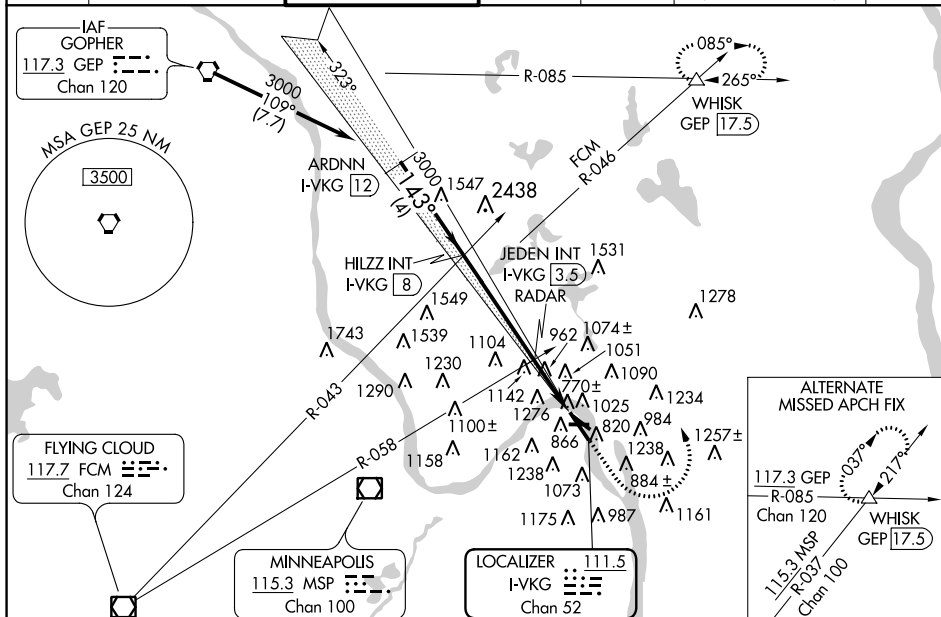 IAF
GOPHER
117.3 GEP
Chan 120
3000
109°
(7.7)
323°
MSA GEP 25 NM
3500
ARDNN
I-VKG 12
3000
143°
(4)
1547
2438
R-085
085°
265°
WHISK
GEP 17.5
FCM
R-046
HILZZ INT
I-VKG 8
JEDEN INT
I-VKG 3.5
RADAR
1531
1278
1549
1743
1539
1104
962
1074±
1051
1290
1230
1142
1090
770±
1234
1276
1025
R-043
1100±
866
820
984
1158
1162
1238
1257±
R-058
1238
884±
1073
1161
1175
987
FLYING CLOUD
117.7 FCM
Chan 124
MINNEAPOLIS
115.3 MSP
Chan 100
LOCALIZER 111.5
I-VKG
Chan 52
ALTERNATE
MISSED APCH FIX
037°
217°
117.3 GEP
R-085
Chan 120
WHISK
GEP 17.5
115.3 MSP
R-037
Chan 100